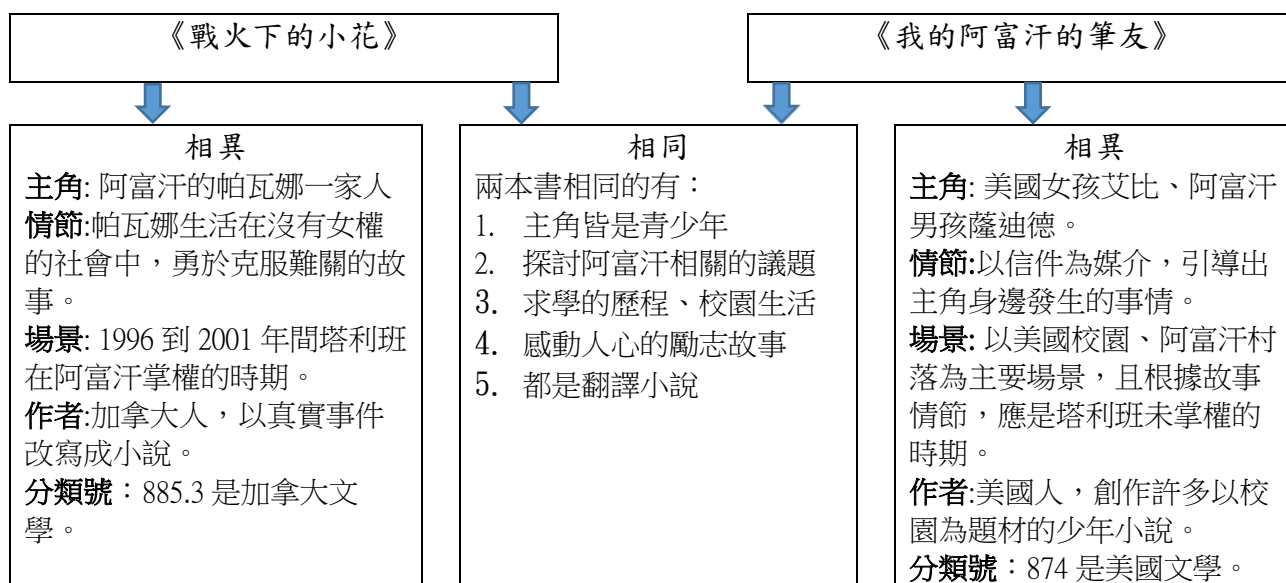 《戰火下的小花》
《我的阿富汗的筆友》
相異
主角: 阿富汗的帕瓦娜一家人
情節:帕瓦娜生活在沒有女權
的社會中，勇於克服難關的故
事。
場景: 1996 到 2001 年間塔利班
在阿富汗掌權的時期。
作者:加拿大人，以真實事件
改寫成小說。
分類號：885.3 是加拿大文
學。
相同
兩本書相同的有：
1. 主角皆是青少年
2. 探討阿富汗相關的議題
3. 求學的歷程、校園生活
4. 感動人心的勵志故事
5. 都是翻譯小說
相異
主角: 美國女孩艾比、阿富汗
男孩薩迪德。
情節:以信件為媒介，引導出
主角身邊發生的事情。
場景: 以美國校園、阿富汗村
落為主要場景，且根據故事
情節，應是塔利班未掌權的
時期。
作者:美國人，創作許多以校
園為題材的少年小說。
分類號：874 是美國文學。